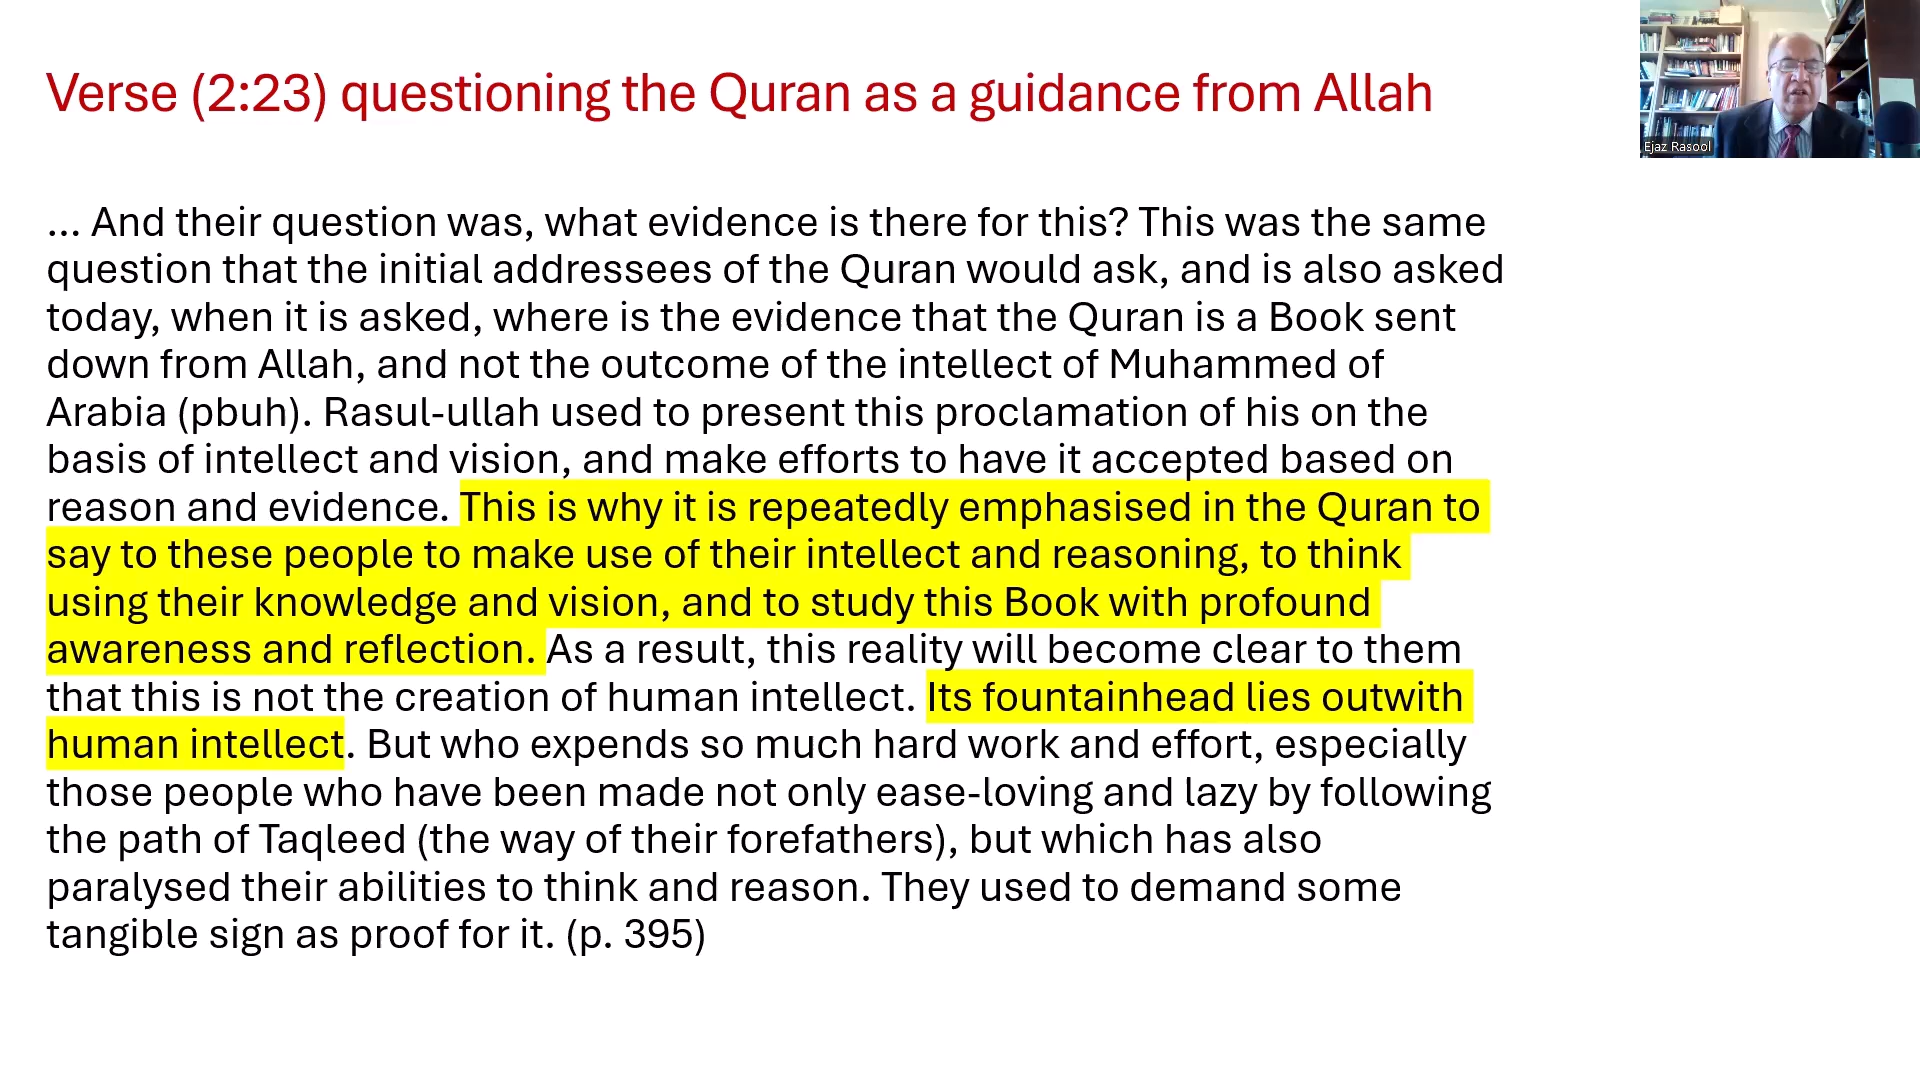 Verse (2:23) questioning the Quran as a guidance from Allah
Ejaz Rasool
... And their question was, what evidence is there for this? This was the same
question that the initial addressees of the Quran would ask, and is also asked
today, when it is asked, where is the evidence that the Quran is a Book sent
down from Allah, and not the outcome of the intellect of Muhammed of
Arabia (pbuh). Rasul-ullah used to present this proclamation of his on the
basis of intellect and vision, and make efforts to have it accepted based on
reason and evidence. This is why it is repeatedly emphasised in the Quran to
say to these people to make use of their intellect and reasoning, to think
using their knowledge and vision, and to study this Book with profound
awareness and reflection. As a result, this reality will become clear to them
that this is not the creation of human intellect. Its fountainhead lies outwith
human intellect. But who expends so much hard work and effort, especially
those people who have been made not only ease-loving and lazy by following
the path of Taqleed (the way of their forefathers), but which has also
paralysed their abilities to think and reason. They used to demand some
tangible sign as proof for it. (p. 395)